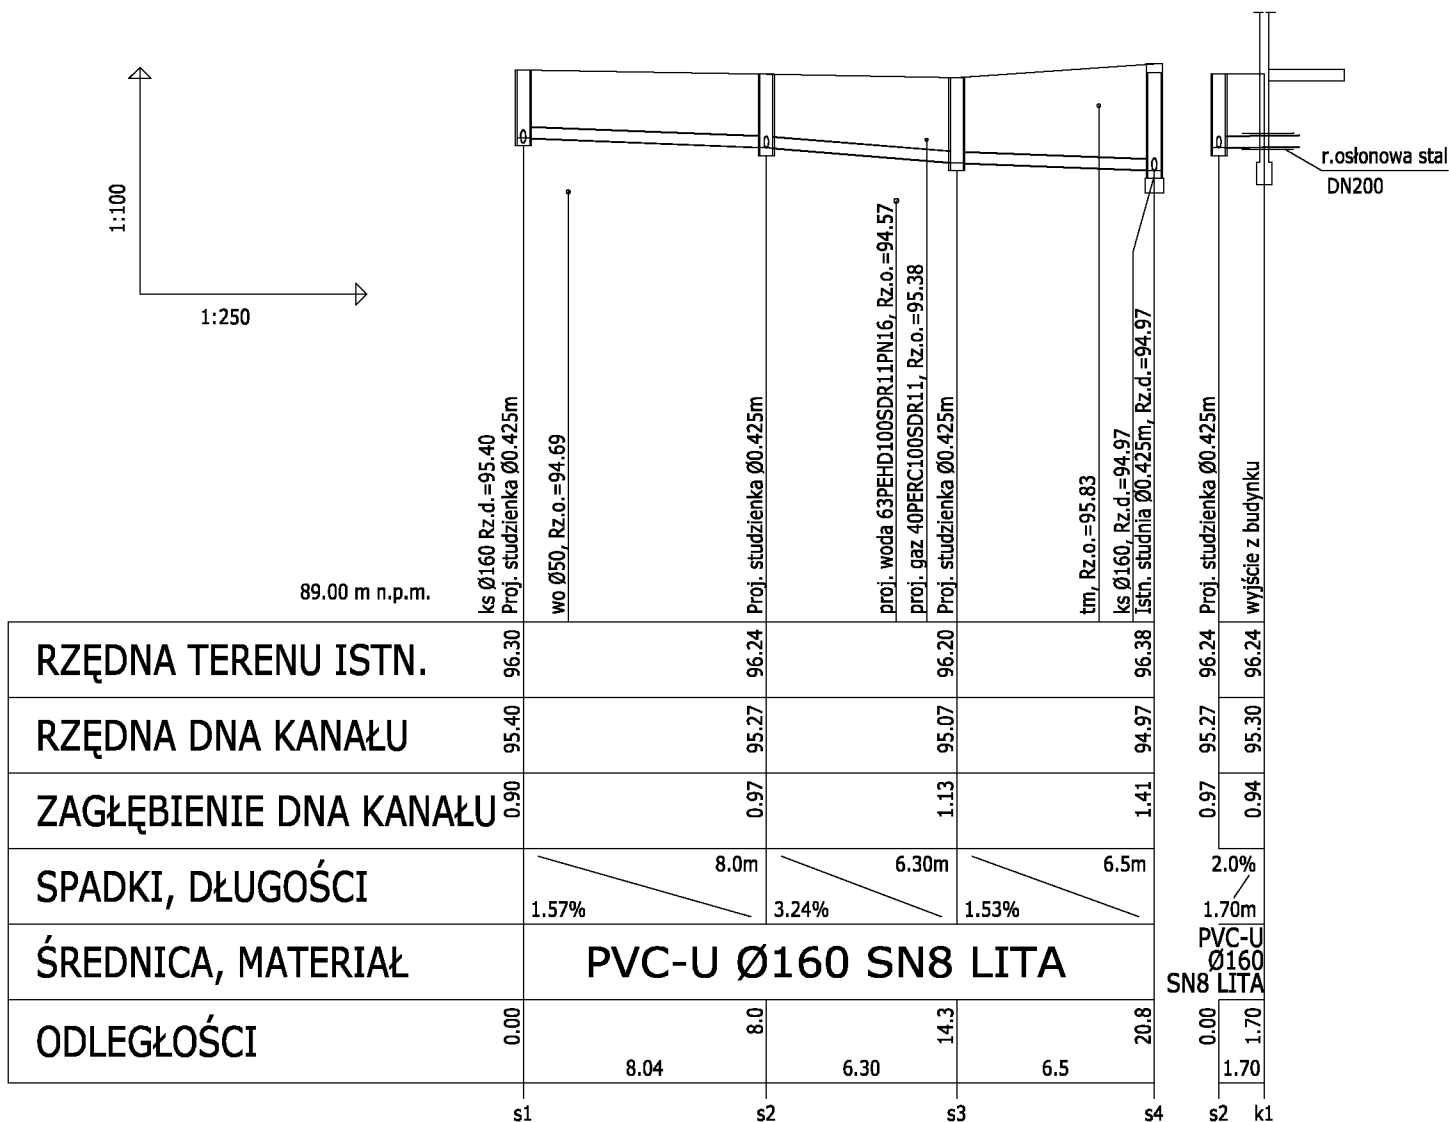 r.osłonowa stal
DN200
1:100
1:250
89.00 m n.p.m.
ks Ø160 Rz.d.=95.40
Proj. studzienka Ø0.425m
wo Ø50, Rz.o.=94.69
Proj. studzienka Ø0.425m
proj. woda 63PEHD100SDR11PN16, Rz.o.=94.57
proj. gaz 40PERC100SDR11, Rz.o.=95.38
Proj. studzienka Ø0.425m
tm, Rz.o.=95.83
ks Ø160, Rz.d.=94.97
Istn. studnia Ø0.425m, Rz.d.=94.97
Proj. studzienka Ø0.425m
wyjście z budynku
RZĘDNA TERENU ISTN. 96.30 96.24 96.20 96.38 96.24 96.24
RZĘDNA DNA KANAŁU 95.40 95.27 95.07 94.97 95.27 95.30
ZAGŁĘBIENIE DNA KANAŁU 0.90 0.97 1.13 1.41 0.97 0.94
SPADKI, DŁUGOŚCI
8.0m 6.30m 6.5m 2.0%
1.57% 3.24% 1.53% 1.70m
ŚREDNICA, MATERIAŁ PVC-U Ø160 SN8 LITA
PVC-U
Ø160
SN8 LITA
ODLEGŁOŚCI 0.00 8.0 14.3 20.8 0.00 1.70
8.04 6.30 6.5 1.70
s1 s2 s3 s4 s2 k1